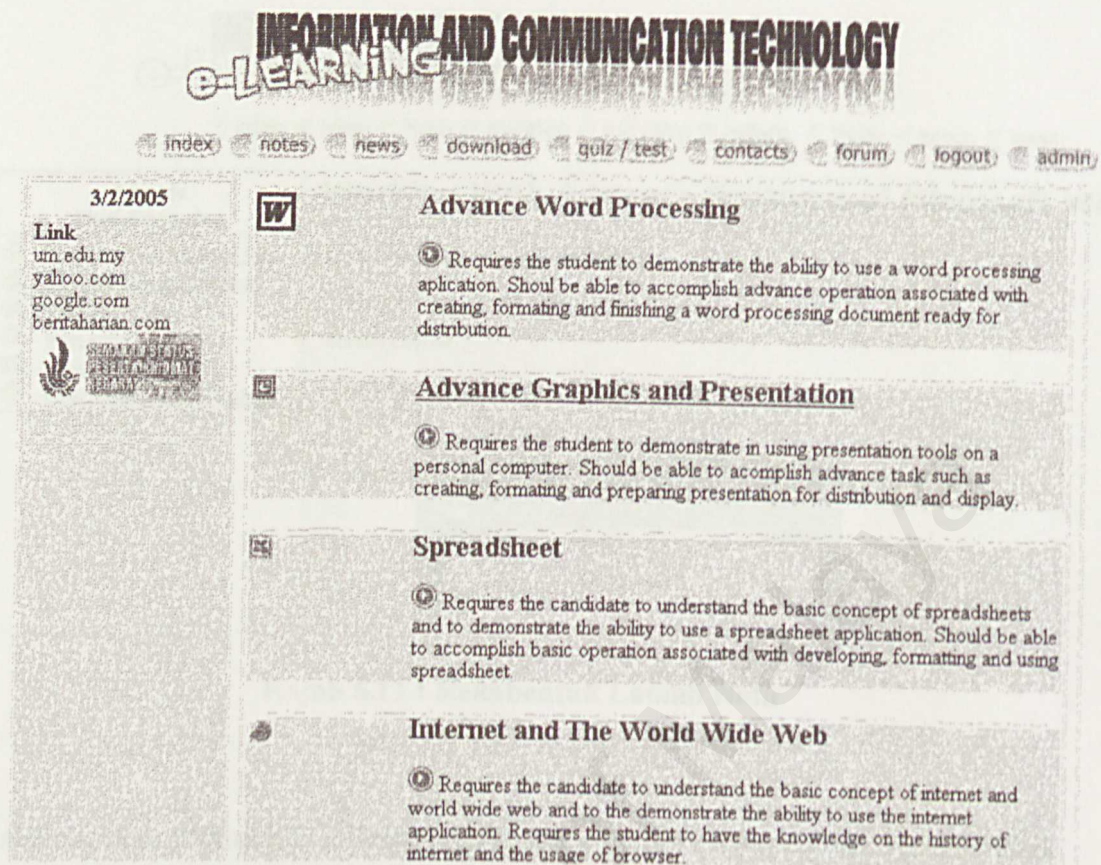 INFORMATION AND COMMUNICATION TECHNOLOGY
e-LEARNiNG
index notes news download quiz / test contacts forum logout admin
3/2/2005
Link
um.edu.my
yahoo.com
google.com
beritaharian.com
SEMAKAN STATUS
Advance Word Processing
Requires the student to demonstrate the ability to use a word processing
aplication. Shoul be able to accomplish advance operation associated with
creating, formating and finishing a word processing document ready for
distribution.
Advance Graphics and Presentation
Requires the student to demonstrate in using presentation tools on a
personal computer. Should be able to acomplish advance task such as
creating, formating and preparing presentation for distribution and display.
Spreadsheet
Requires the candidate to understand the basic concept of spreadsheets
and to demonstrate the ability to use a spreadsheet application. Should be able
to accomplish basic operation associated with developing, formatting and using
spreadsheet.
Internet and The World Wide Web
Requires the candidate to understand the basic concept of internet and
world wide web and to the demonstrate the ability to use the internet
application. Requires the student to have the knowledge on the history of
internet and the usage of browser.